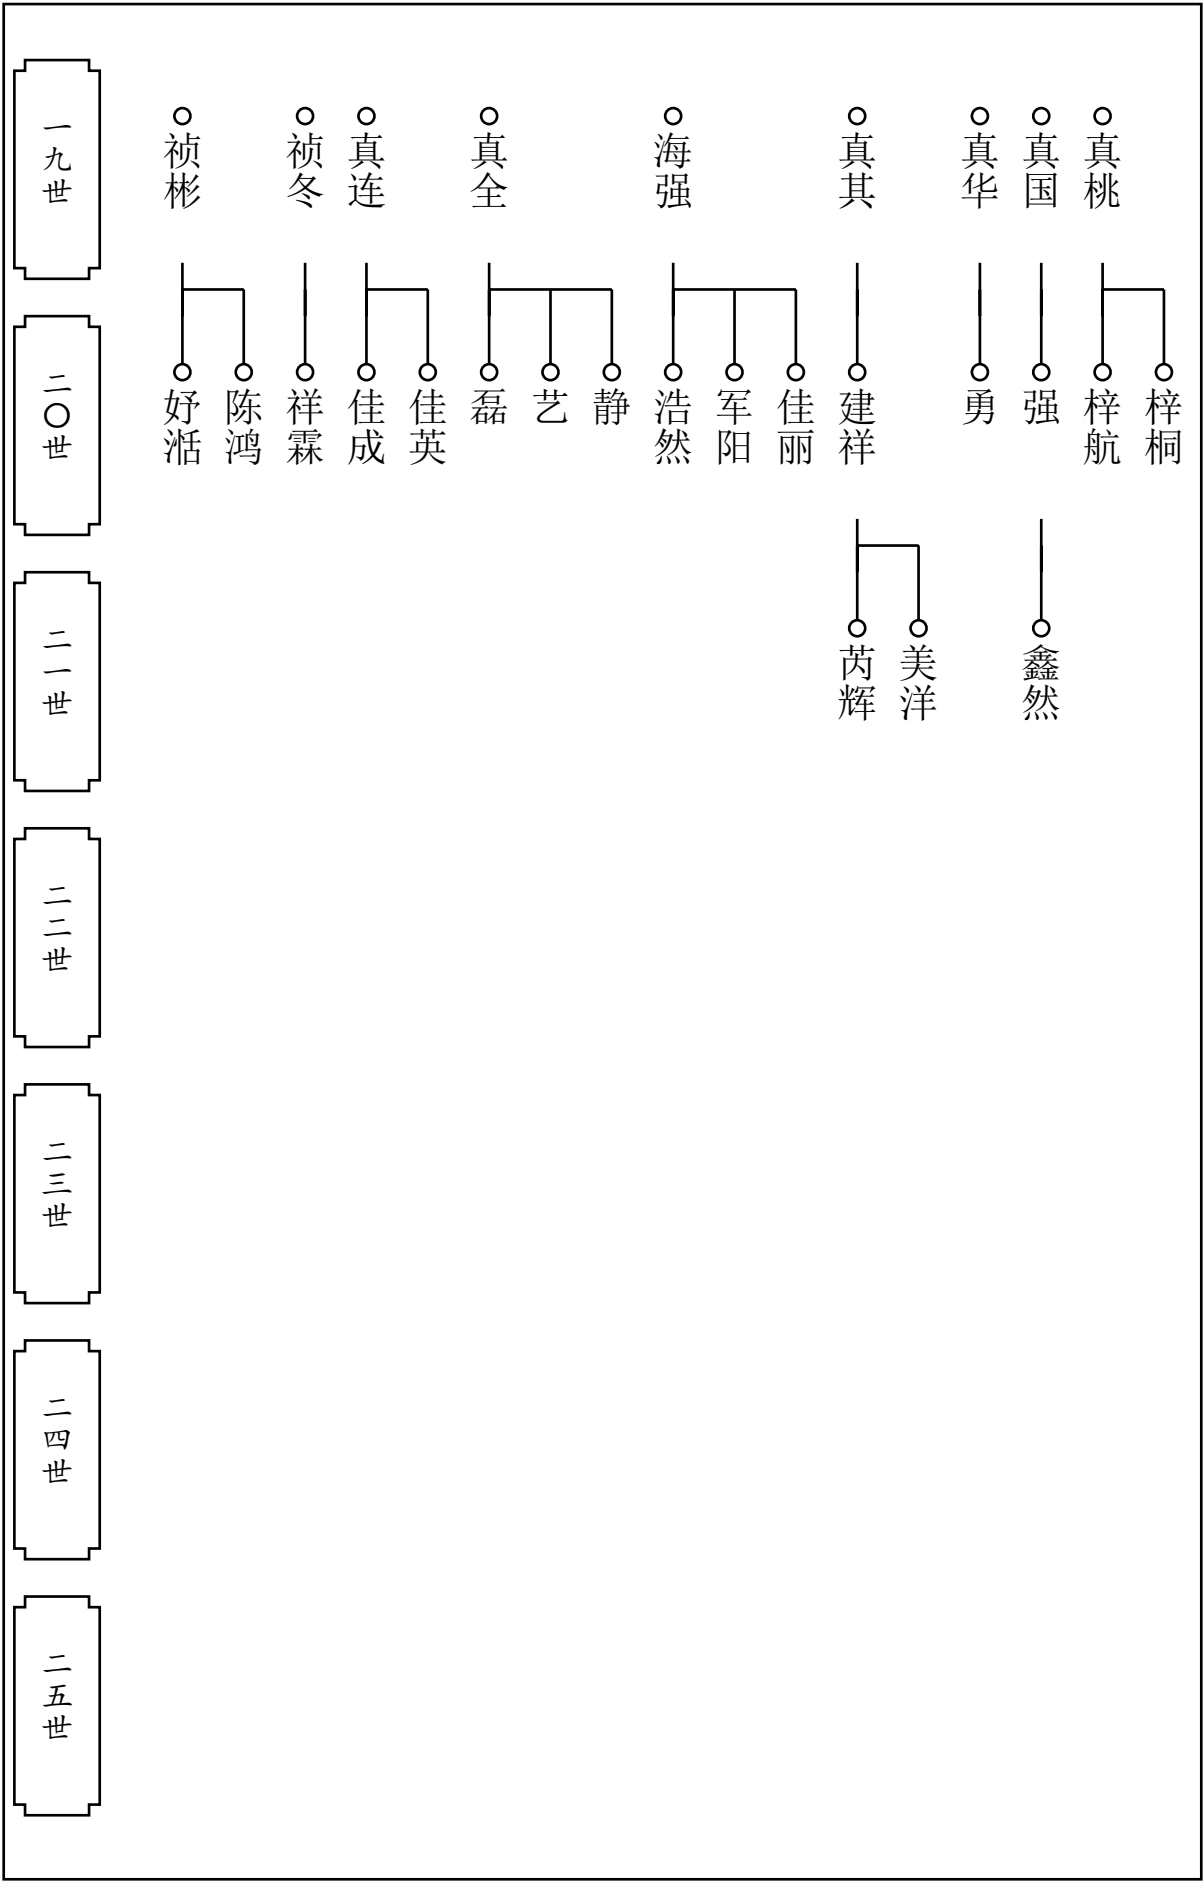 一九世
祯彬
祯冬
真连
真全
海强
真其
真华
真国
真桃
二〇世
妤湉
陈鸿
祥霖
佳成
佳英
磊
艺
静
浩然
军阳
佳丽
建祥
勇
强
梓航
梓桐
二一世
芮辉
美洋
鑫然
二二世
二三世
二四世
二五世